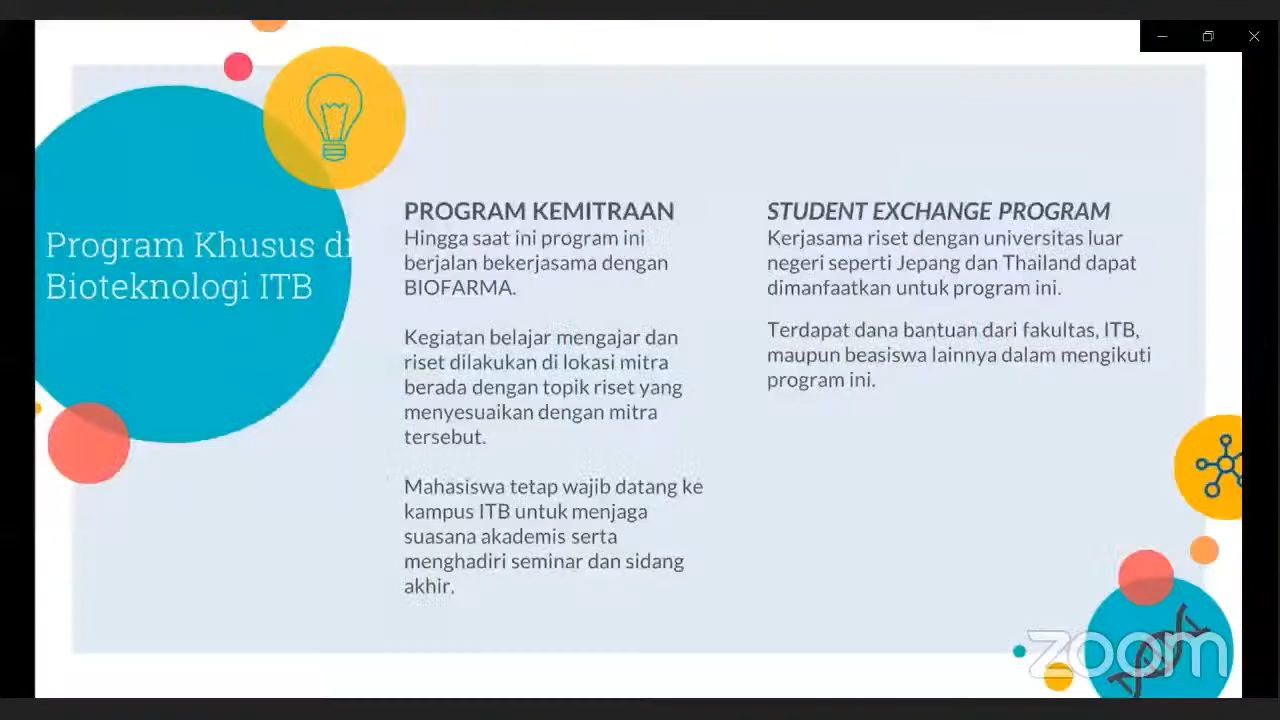 Program Khusus di
Bioteknologi ITB
PROGRAM KEMITRAAN
Hingga saat ini program ini
berjalan bekerjasama dengan
BIOFARMA.
Kegiatan belajar mengajar dan
riset dilakukan di lokasi mitra
berada dengan topik riset yang
menyesuaikan dengan mitra
tersebut.
Mahasiswa tetap wajib datang ke
kampus ITB untuk menjaga
suasana akademis serta
menghadiri seminar dan sidang
akhir.
STUDENT EXCHANGE PROGRAM
Kerjasama riset dengan universitas luar
negeri seperti Jepang dan Thailand dapat
dimanfaatkan untuk program ini.
Terdapat dana bantuan dari fakultas, ITB,
maupun beasiswa lainnya dalam mengikuti
program ini.
zoom